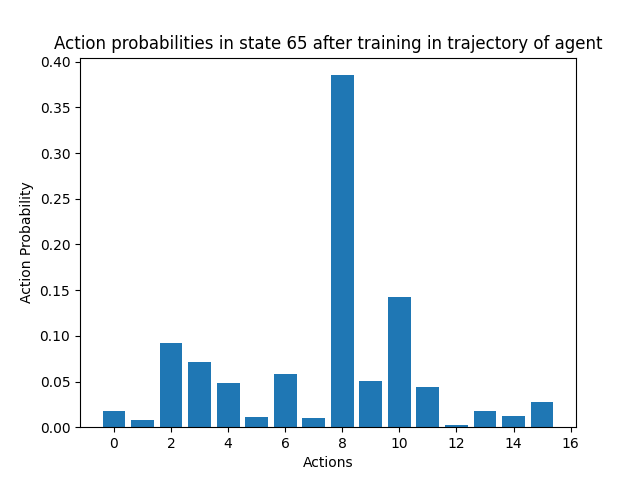 Action probabilities in state 65 after training in trajectory of agent
0.40
0.35
0.30
0.25
0.20
0.15
0.10
0.05
0.00
Action Probability
0 2 4 6 8 10 12 14 16
Actions